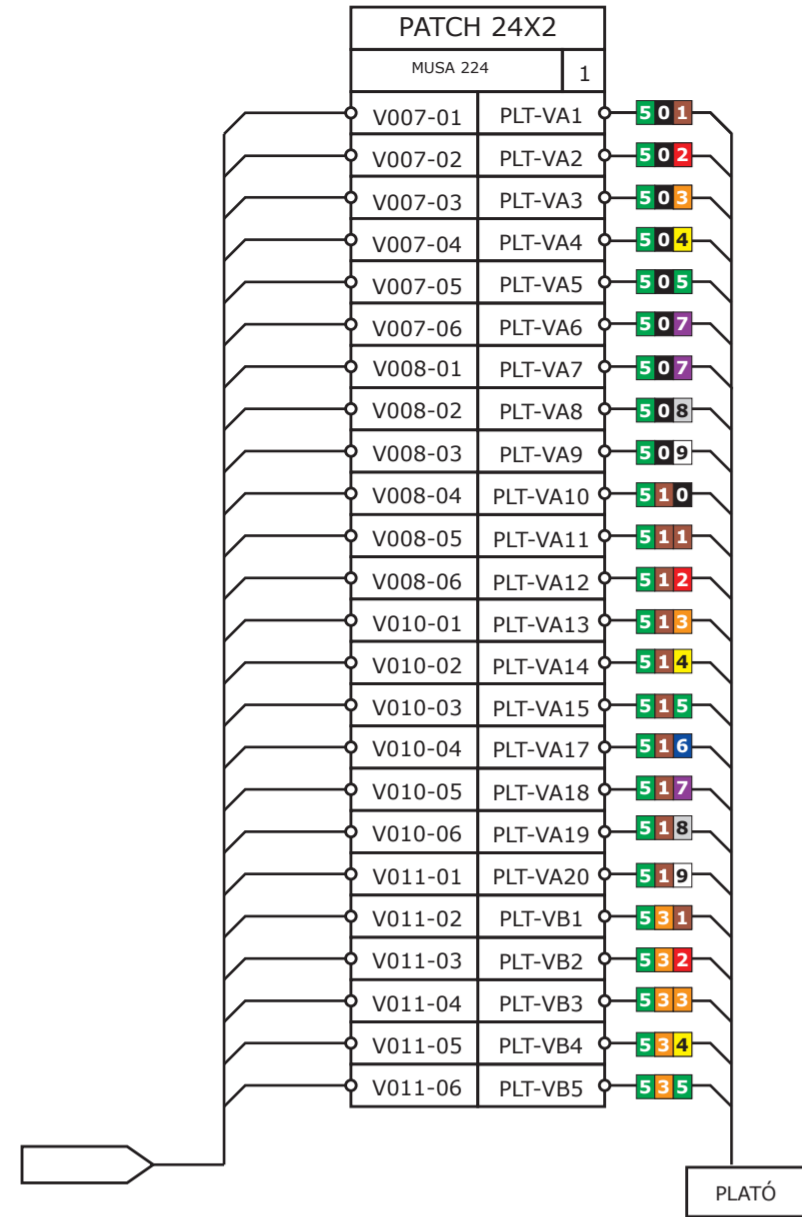 PATCH 24X2
MUSA 224 1
V007-01 PLT-VA1 501
V007-02 PLT-VA2 502
V007-03 PLT-VA3 503
V007-04 PLT-VA4 504
V007-05 PLT-VA5 505
V007-06 PLT-VA6 507
V008-01 PLT-VA7 507
V008-02 PLT-VA8 508
V008-03 PLT-VA9 509
V008-04 PLT-VA10 510
V008-05 PLT-VA11 511
V008-06 PLT-VA12 512
V010-01 PLT-VA13 513
V010-02 PLT-VA14 514
V010-03 PLT-VA15 515
V010-04 PLT-VA17 516
V010-05 PLT-VA18 517
V010-06 PLT-VA19 518
V011-01 PLT-VA20 519
V011-02 PLT-VB1 531
V011-03 PLT-VB2 532
V011-04 PLT-VB3 533
V011-05 PLT-VB4 534
V011-06 PLT-VB5 535
PLATÓ